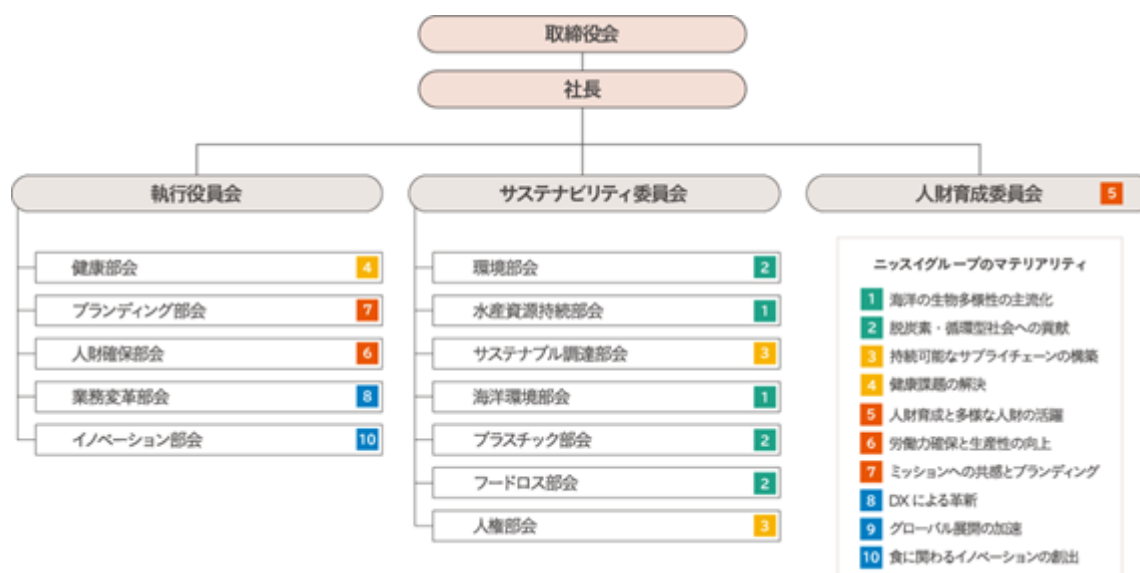 取締役会
社長
執行役員会
健康部会 4
ブランディング部会 7
人財確保部会 6
業務変革部会 8
イノベーション部会 10
サステナビリティ委員会
環境部会 2
水産資源持続部会 1
サステナブル調達部会 3
海洋環境部会 1
プラスチック部会 2
フードロス部会 2
人権部会 3
人財育成委員会 5
ニッスイグループのマテリアリティ
1 海洋の生物多様性の主流化
2 脱炭素・循環型社会への貢献
3 持続可能なサプライチェーンの構築
4 健康課題の解決
5 人財育成と多様な人財の活躍
6 労働力確保と生産性の向上
7 ミッションへの共感とブランディング
8 DXによる革新
9 グローバル展開の加速
10 食に関わるイノベーションの創出